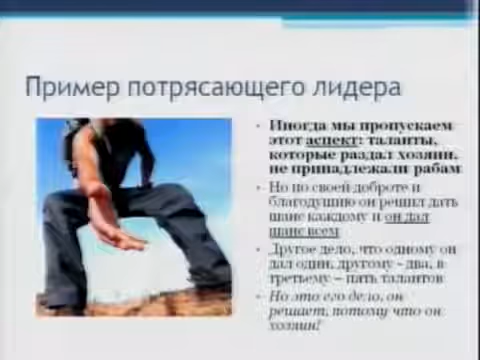 Пример потрясающего лидера
• Иногда мы пропускаем
этот аспект: таланты,
которые раздал хозяин,
не принадлежали рабам
• Но по своей доброте и
благодушию он решил дать
шанс каждому и он дал
шанс всем
• Другое дело, что одному он
дал один, другому – два, а
третьему – пять талантов
• Но это его дело, он
решает, потому что он
хозяин!